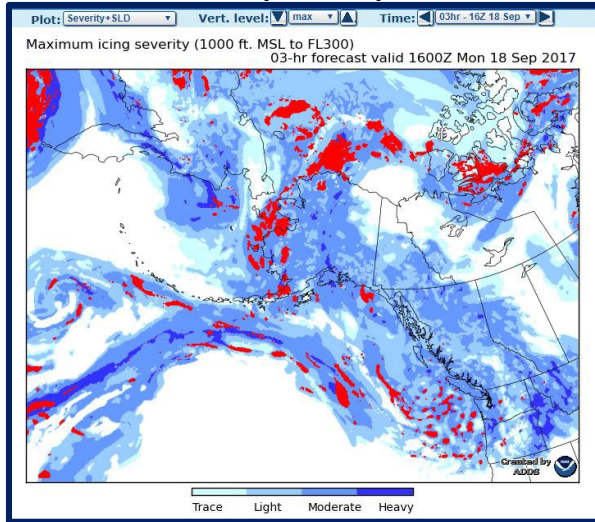 Plot: Severity+SLD Vert. level: max Time: 03hr - 16Z 18 Sep
Maximum icing severity (1000 ft. MSL to FL300)
03-hr forecast valid 1600Z Mon 18 Sep 2017
Created by
ADDS
Trace Light Moderate Heavy